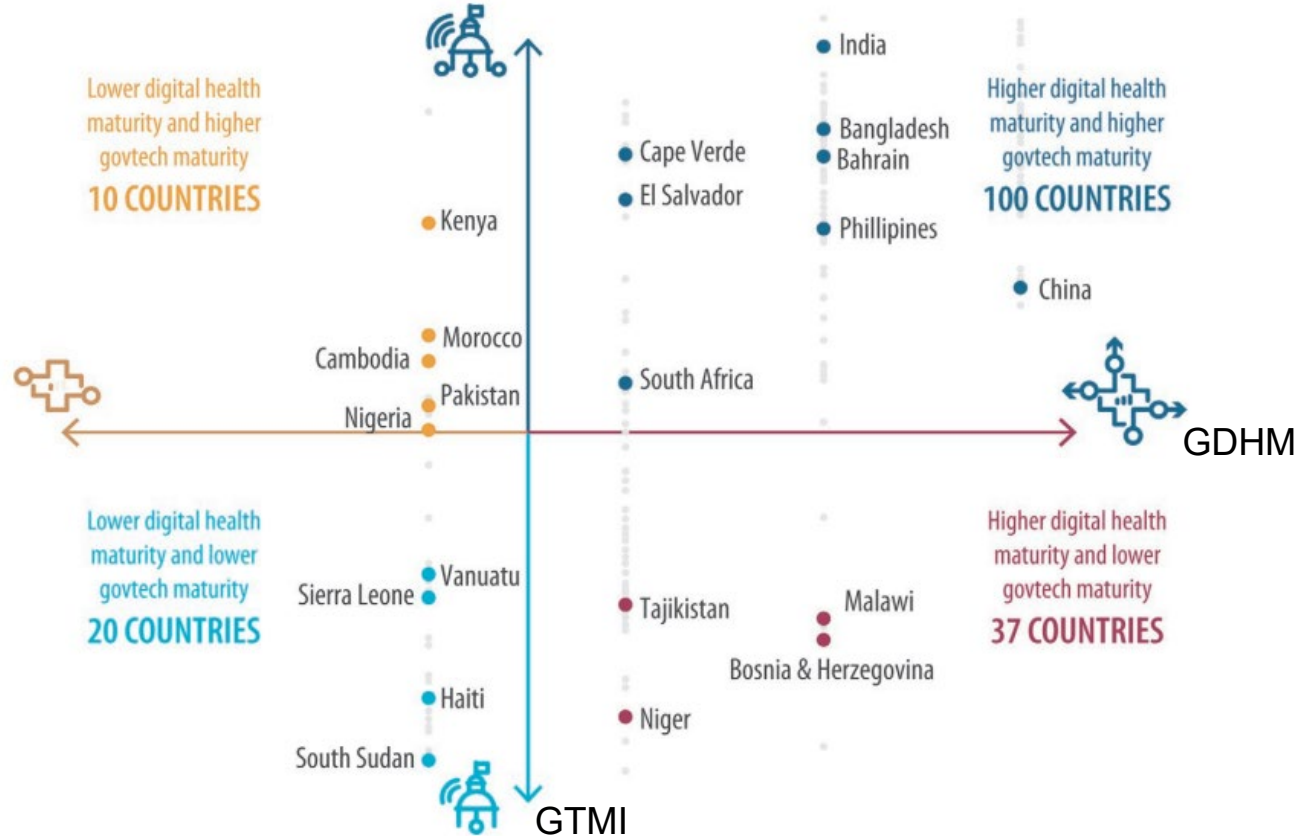 Lower digital health
maturity and higher
govtech maturity
10 COUNTRIES
Higher digital health
maturity and higher
govtech maturity
100 COUNTRIES
India
Bangladesh
Bahrain
Cape Verde
El Salvador
Kenya
Phillipines
China
Morocco
Cambodia
South Africa
Pakistan
Nigeria
GDHM
Lower digital health
maturity and lower
govtech maturity
20 COUNTRIES
Higher digital health
maturity and lower
govtech maturity
37 COUNTRIES
Vanuatu
Sierra Leone
Tajikistan
Malawi
Bosnia & Herzegovina
Haiti
Niger
South Sudan
GTMI